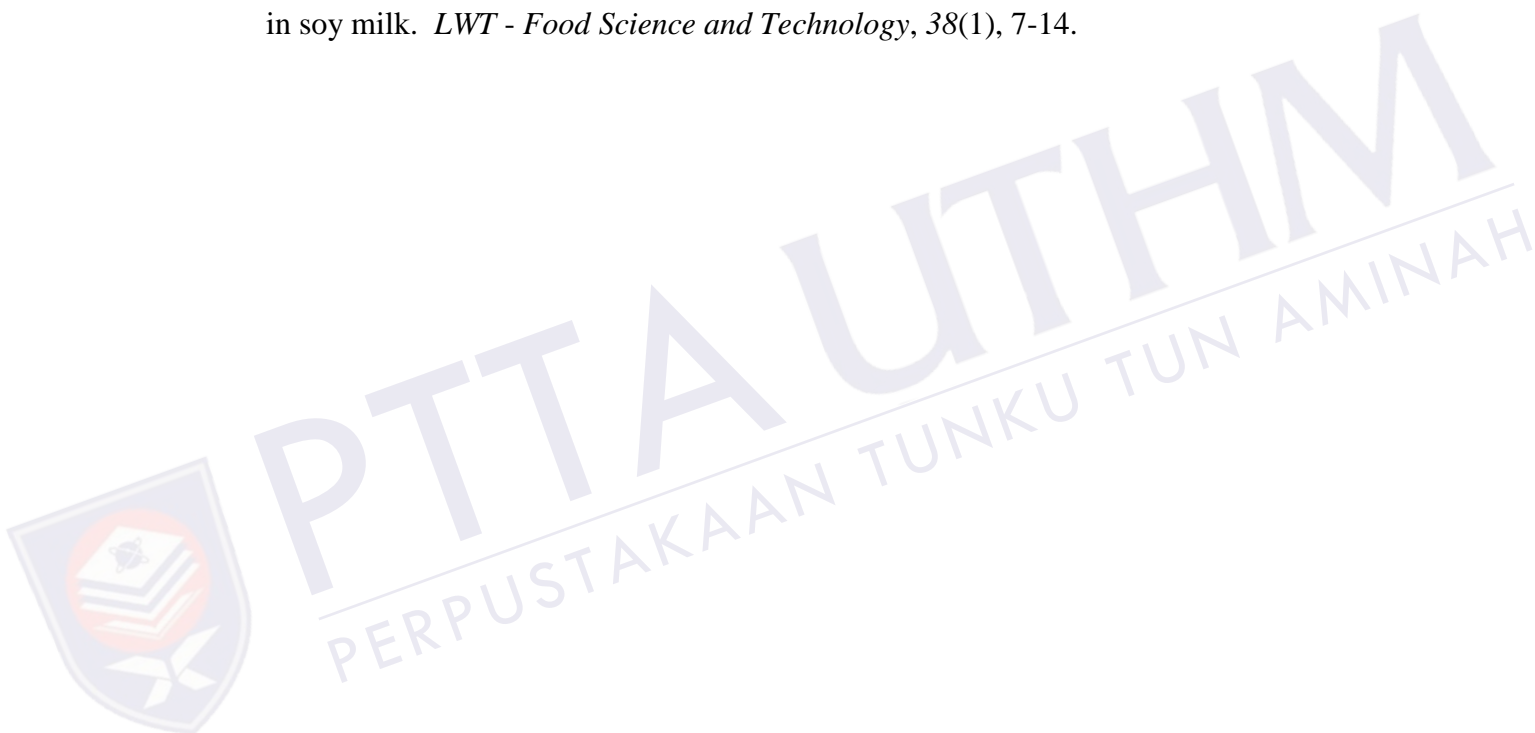 in soy milk. LWT - Food Science and Technology, 38(1), 7-14.
PTTA UTHM
PERPUSTAKAAN TUNKU TUN AMINAH